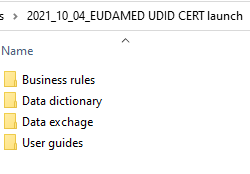 s › 2021_10_04_EUDAMED UDID CERT launch
Name
Business rules
Data dictionary
Data exchage
User guides